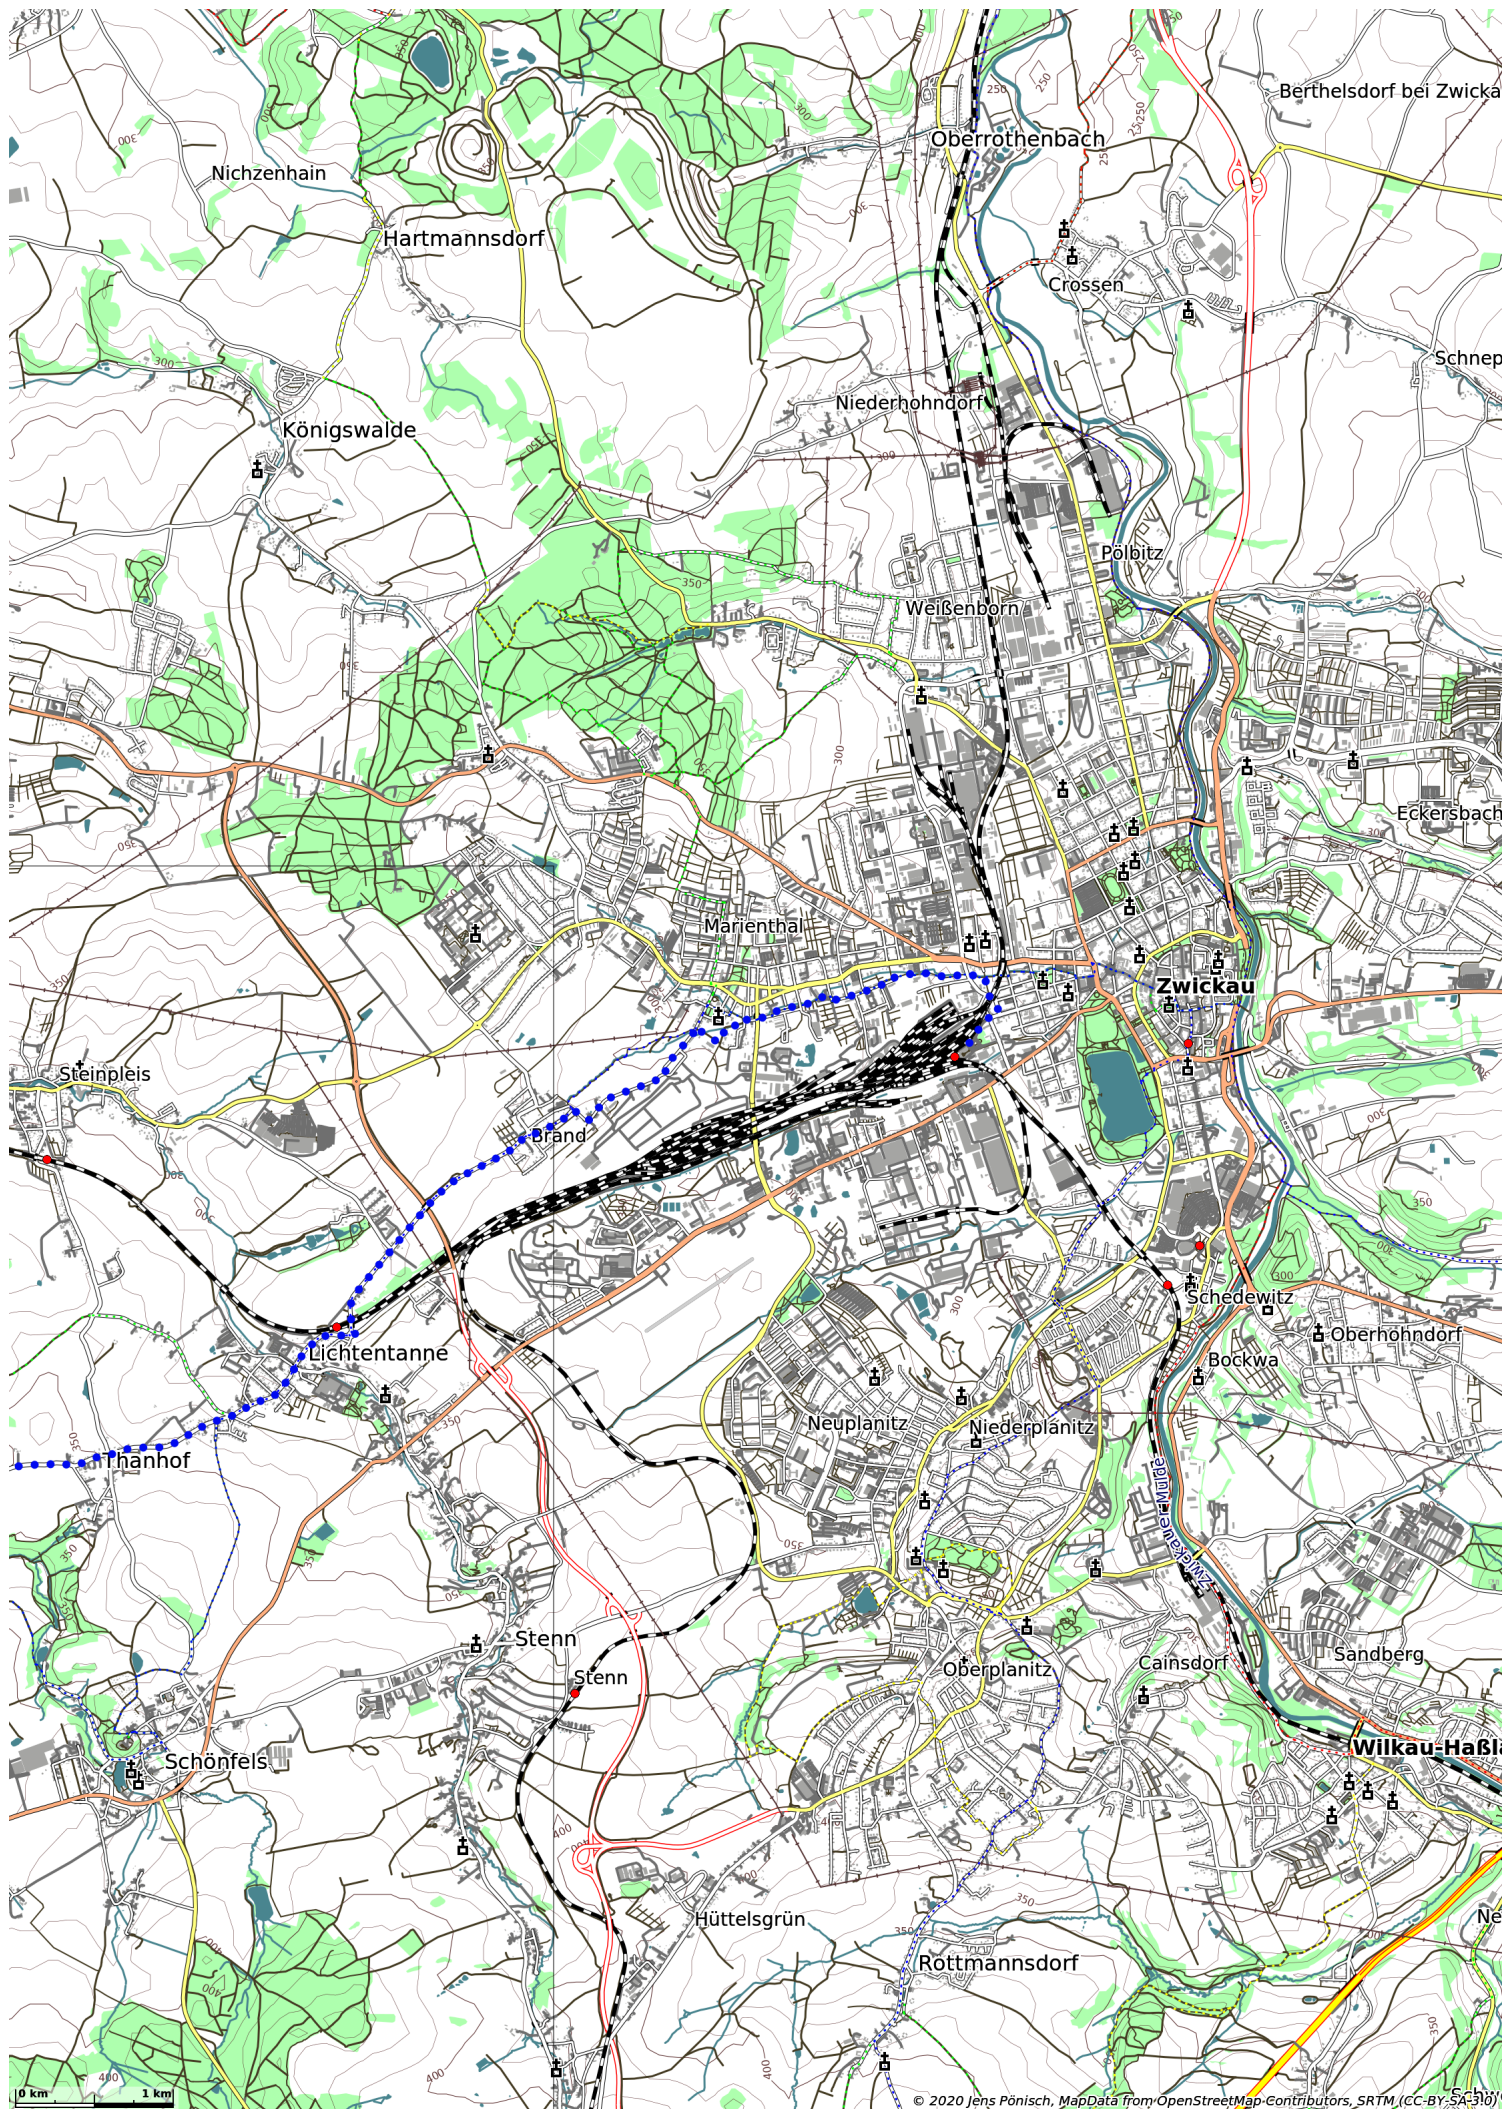 Berthelsdorf bei Zwicka
Oberrothenbach
Nichzenhain
Hartmannsdorf
Crossen
Schnep
Niederhohndorf
Königswalde
Pölbitz
Weißenborn
Eckersbach
Marienthal
Zwickau
Steinpleis
Brand
Schedewitz
Oberhohndorf
Lichtentanne
Bockwa
Neuplanitz
Niederplanitz
Thanhof
Zwickauer Mulde
Stenn
Sandberg
Cainsdorf
Oberplanitz
Stenn
Wilkau-Haßla
Schönfels
Hüttelsgrün
Ne
Rottmannsdorf
0 km 1 km
Schw
© 2020 Jens Pönisch, MapData from OpenStreetMap Contributors, SRTM (CC-BY-SA-3.0)